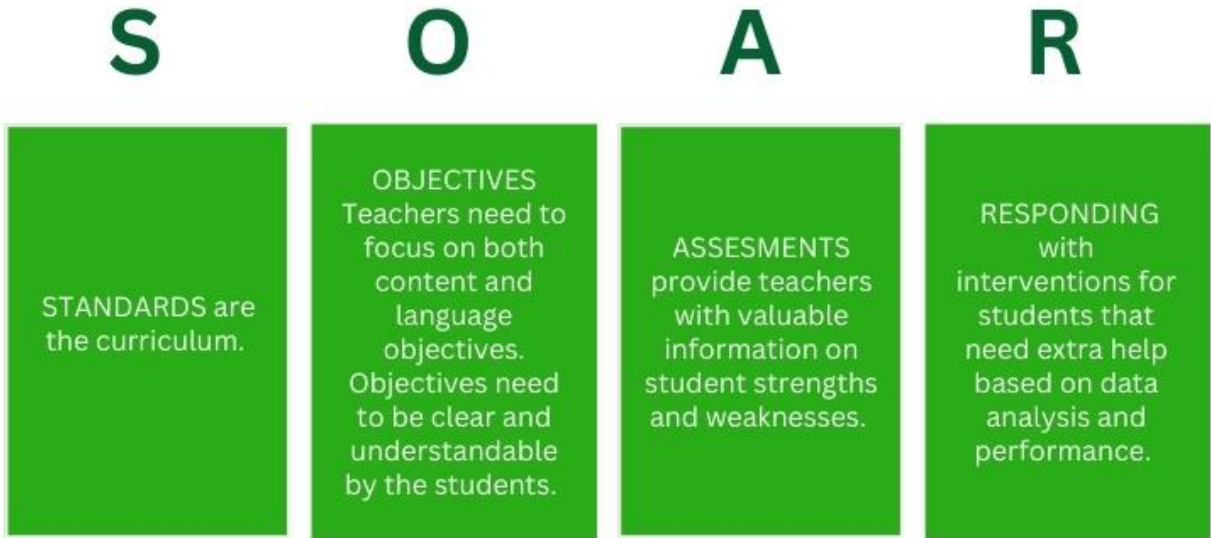 S
O
A
R
STANDARDS are
the curriculum.
OBJECTIVES
Teachers need to
focus on both
content and
language
objectives.
Objectives need
to be clear and
understandable
by the students.
ASSESMENTS
provide teachers
with valuable
information on
student strengths
and weaknesses.
RESPONDING
with
interventions for
students that
need extra help
based on data
analysis and
performance.